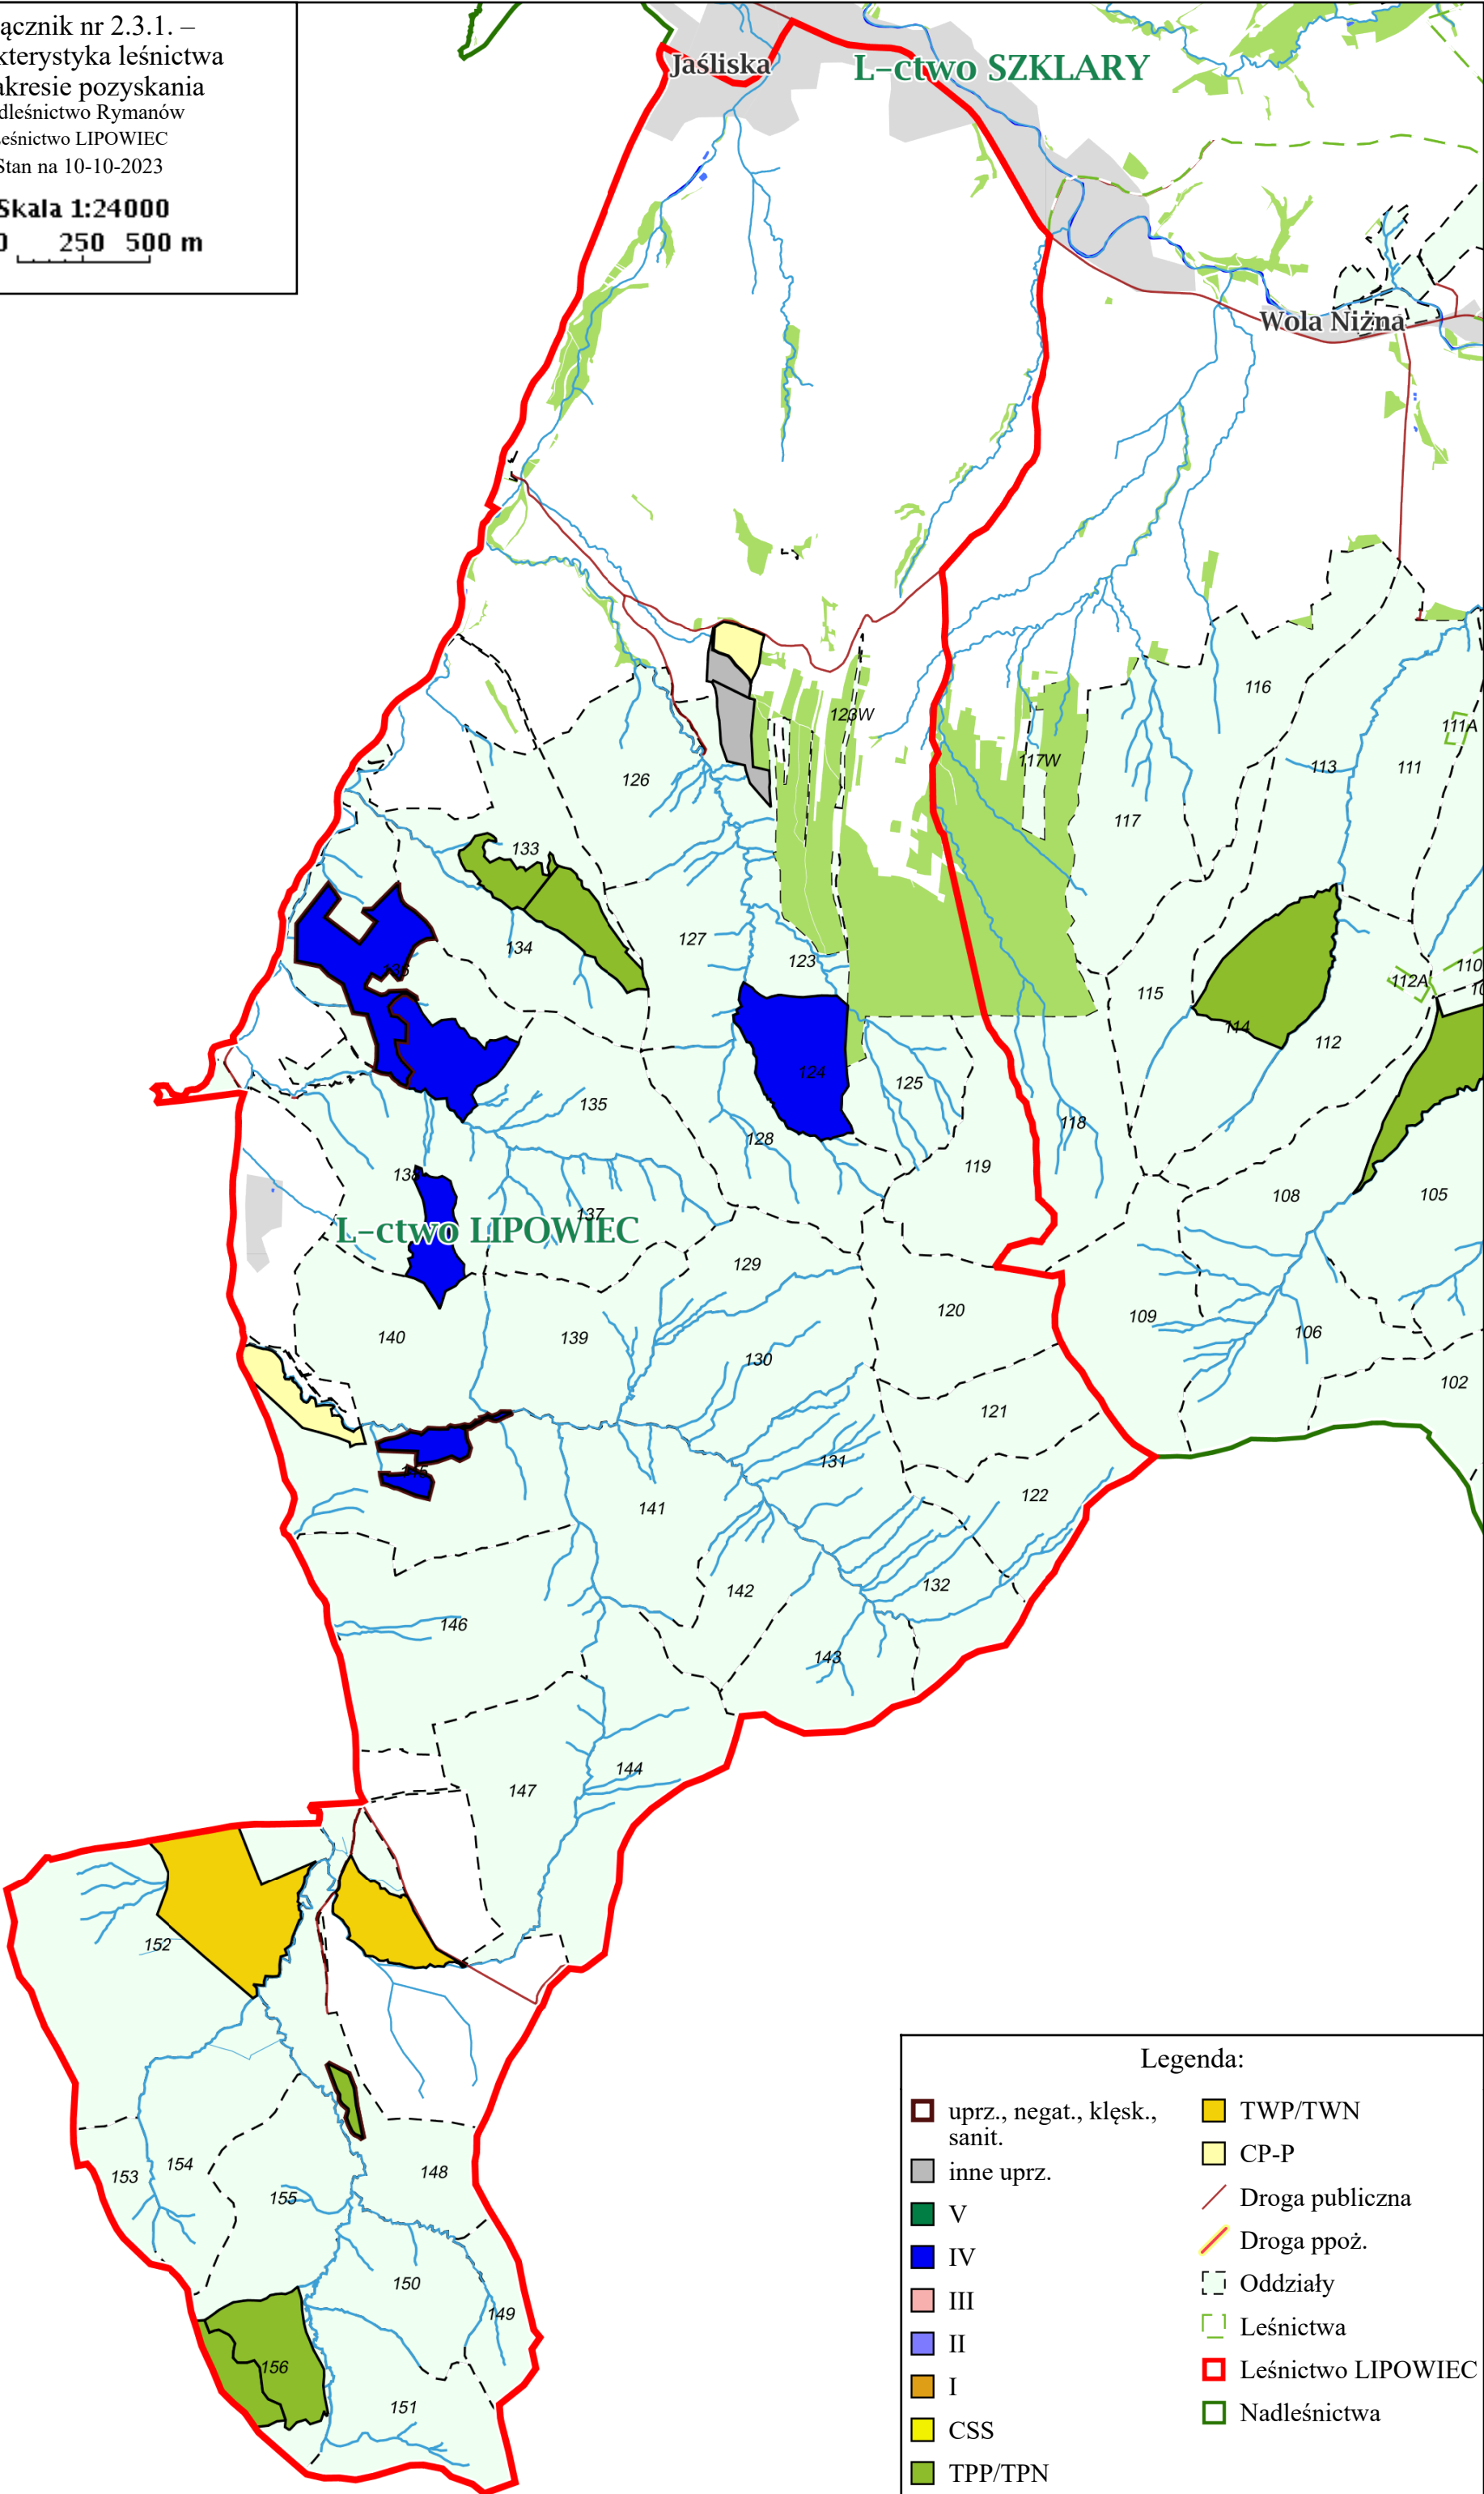 ącznik nr 2.3.1. –
kterystyka leśnictwa
akresie pozyskania
dleśnictwo Rymanów
eśnictwo LIPOWIEC
Stan na 10-10-2023
Skala 1:24000
0 250 500 m
Jaśliska
L-ctwo SZKLARY
Wola Niżna
116
111A
123W
117W
113
111
126
117
133
134
127
123
110
112A
115
136
114
112
124
125
135
118
128
119
138
108
105
137
L-ctwo LIPOWIEC
129
120
109
140
139
106
130
102
121
131
122
141
142
132
146
143
144
147
152
154
153
148
155
150
149
156
151
Legenda:
uprz., negat., klęsk.,
sanit.
inne uprz.
V
IV
III
II
I
CSS
TPP/TPN
TWP/TWN
CP-P
Droga publiczna
Droga ppoż.
Oddziały
Leśnictwa
Leśnictwo LIPOWIEC
Nadleśnictwa